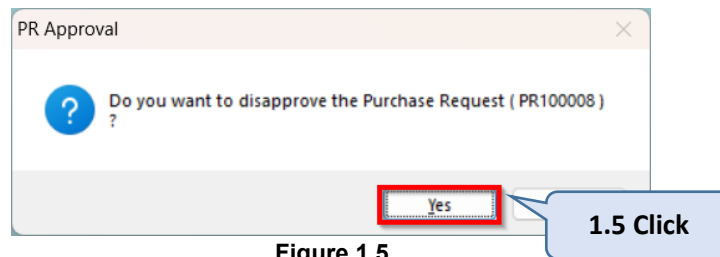 PR Approval
Do you want to disapprove the Purchase Request ( PR100008 )
?
Yes
1.5 Click
Figure 1.5